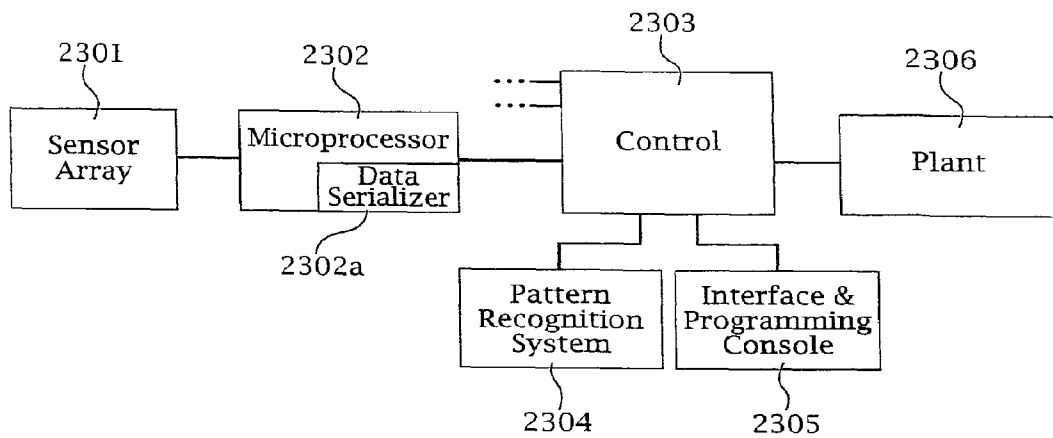 2301
2302
2303
2306
Sensor
Array
Microprocessor
Data
Serializer
Control
Plant
2302a
Pattern
Recognition
System
Interface &
Programming
Console
2304
2305